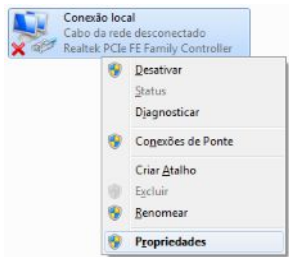 Conexão local
Cabo da rede desconectado
Realtek PCIe FE Family Controller
Desativar
Status
Diagnosticar
Conexões de Ponte
Criar Atalho
Excluir
Renomear
Propriedades